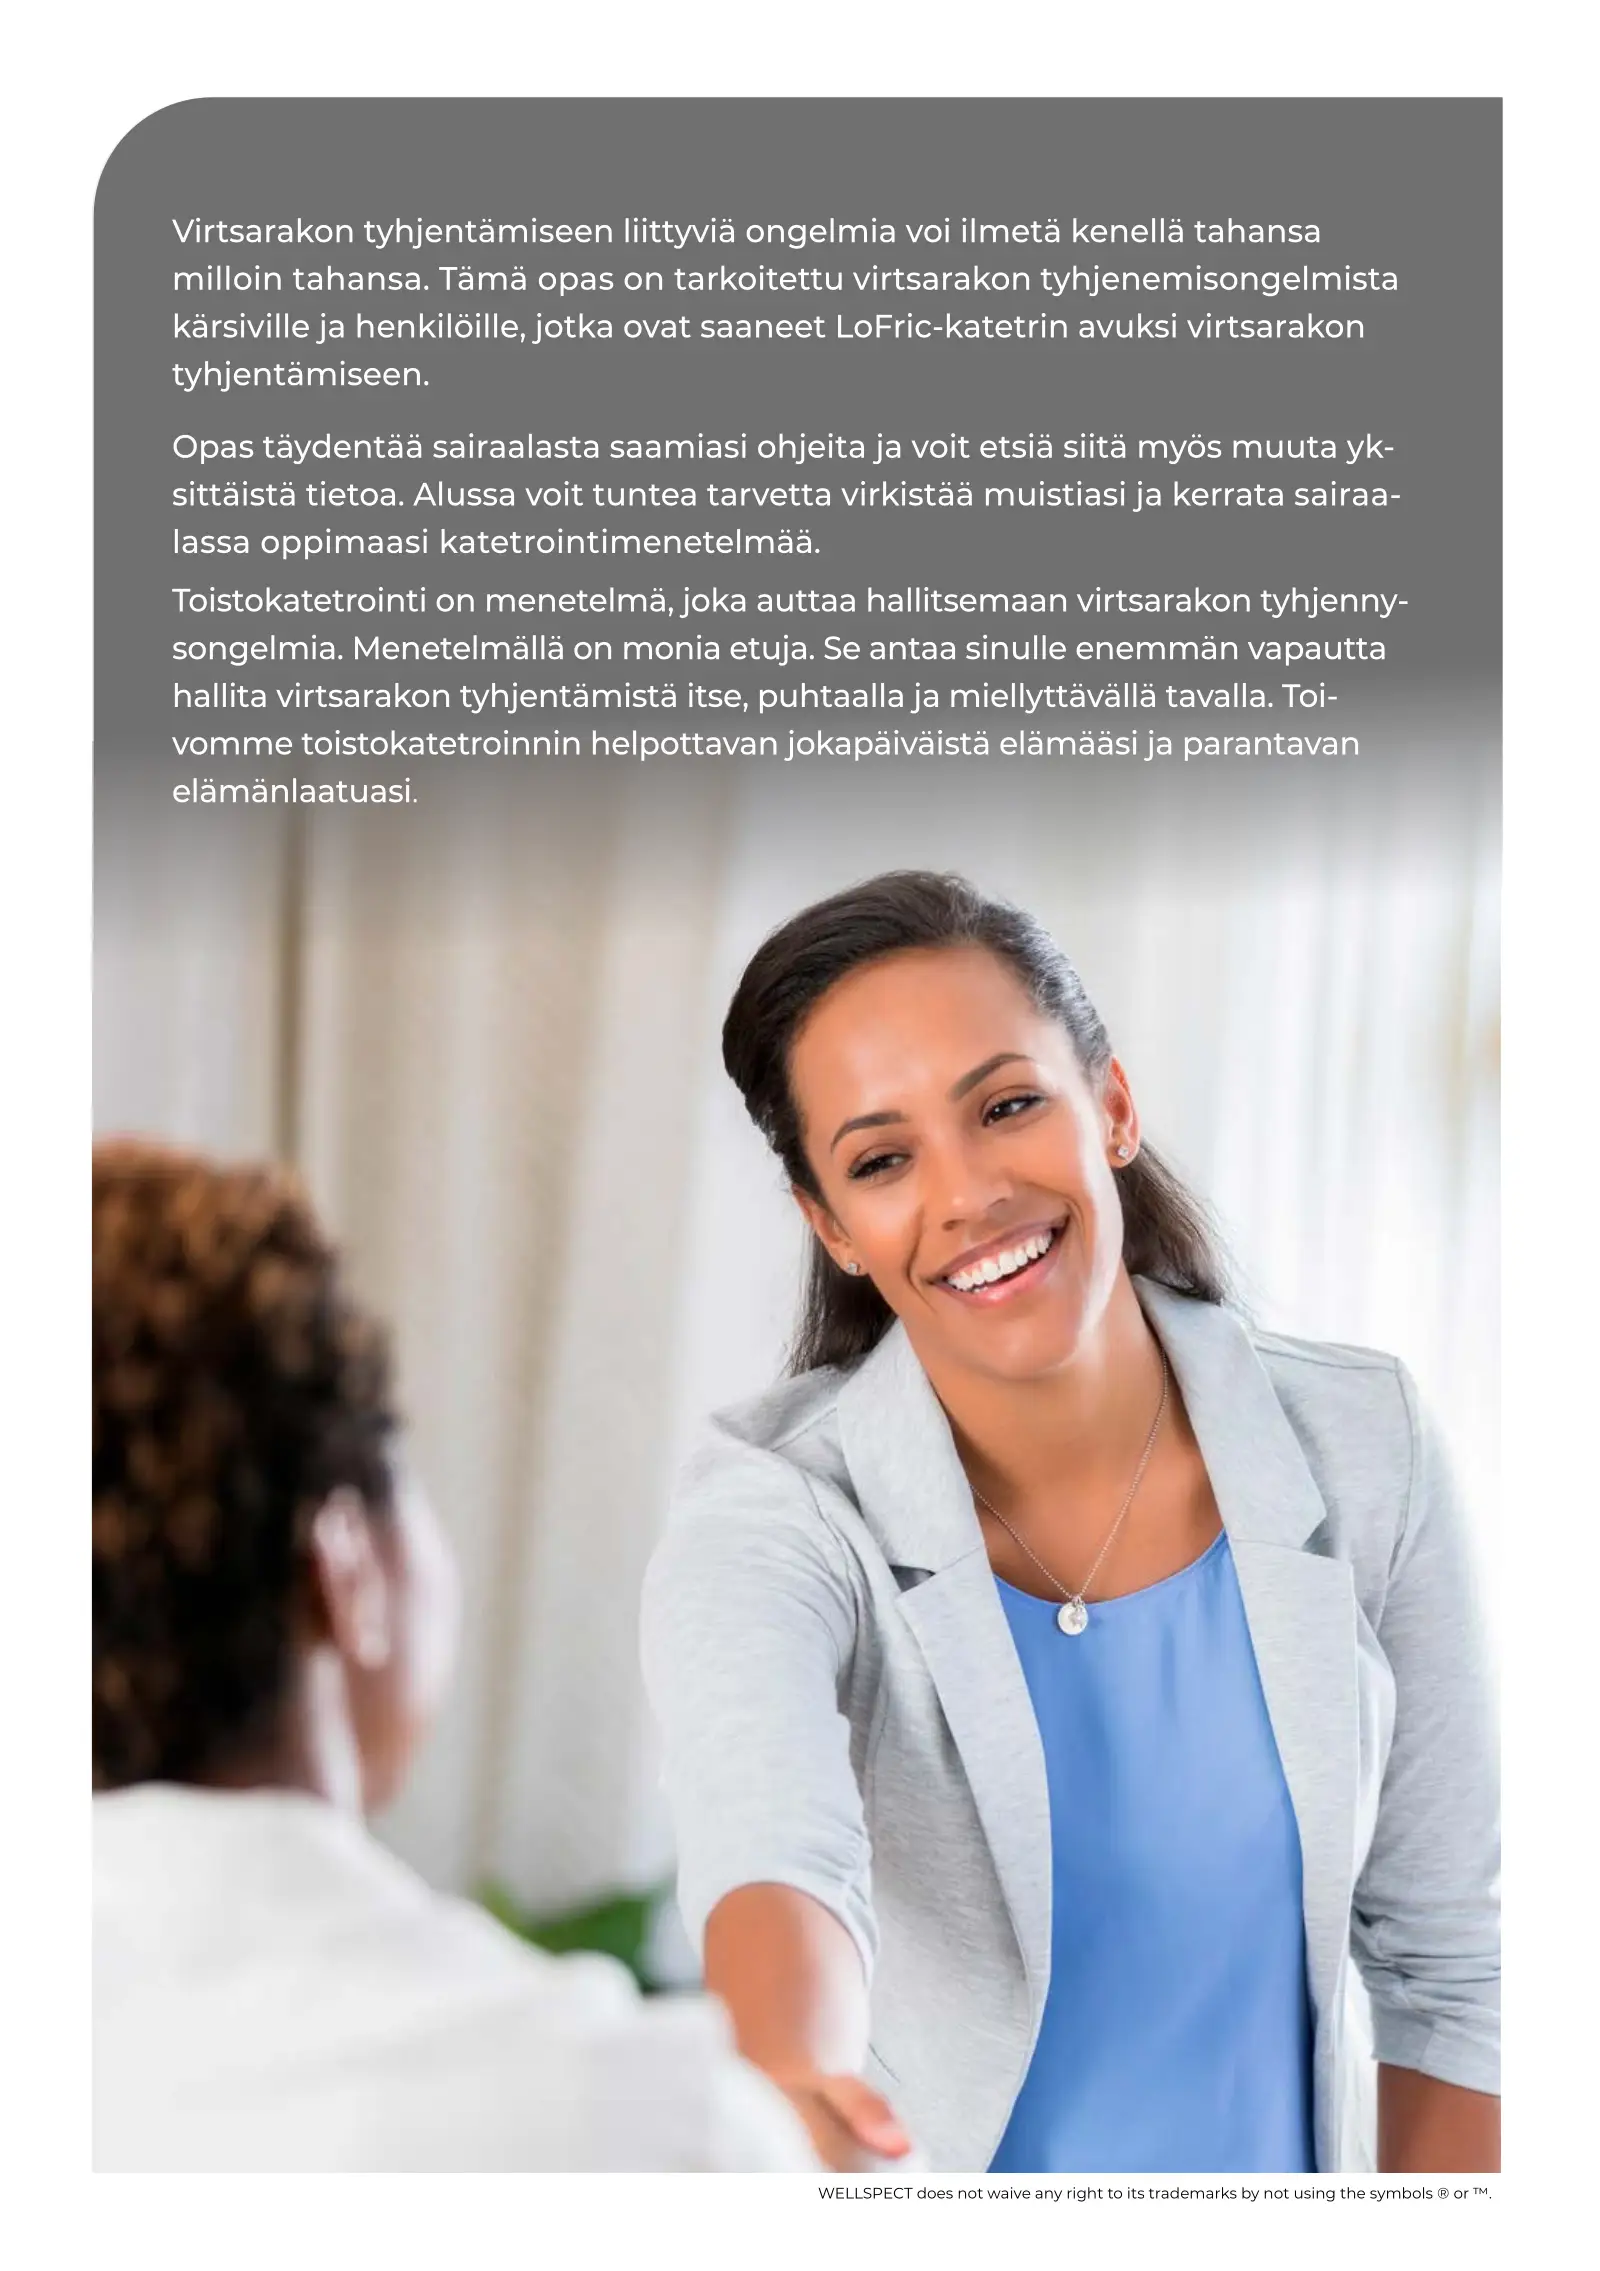 Virtsarakon tyhjentämiseen liittyviä ongelmia voi ilmetä kenellä tahansa
milloin tahansa. Tämä opas on tarkoitettu virtsarakon tyhjenemisongelmista
kärsiville ja henkilöille, jotka ovat saaneet LoFric-katetrin avuksi virtsarakon
tyhjentämiseen.
Opas täydentää sairaalasta saamiasi ohjeita ja voit etsiä siitä myös muuta yk-
sittäistä tietoa. Alussa voit tuntea tarvetta virkistää muistiasi ja kerrata sairaa-
lassa oppimaasi katetrointimenetelmää.
Toistokatetrointi on menetelmä, joka auttaa hallitsemaan virtsarakon tyhjenny-
songelmia. Menetelmällä on monia etuja. Se antaa sinulle enemmän vapautta
hallita virtsarakon tyhjentämistä itse, puhtaalla ja miellyttävällä tavalla. Toi-
vomme toistokatetroinnin helpottavan jokapäiväistä elämääsi ja parantavan
elämänlaatuasi.
WELLSPECT does not waive any right to its trademarks by not using the symbols ® or ™.